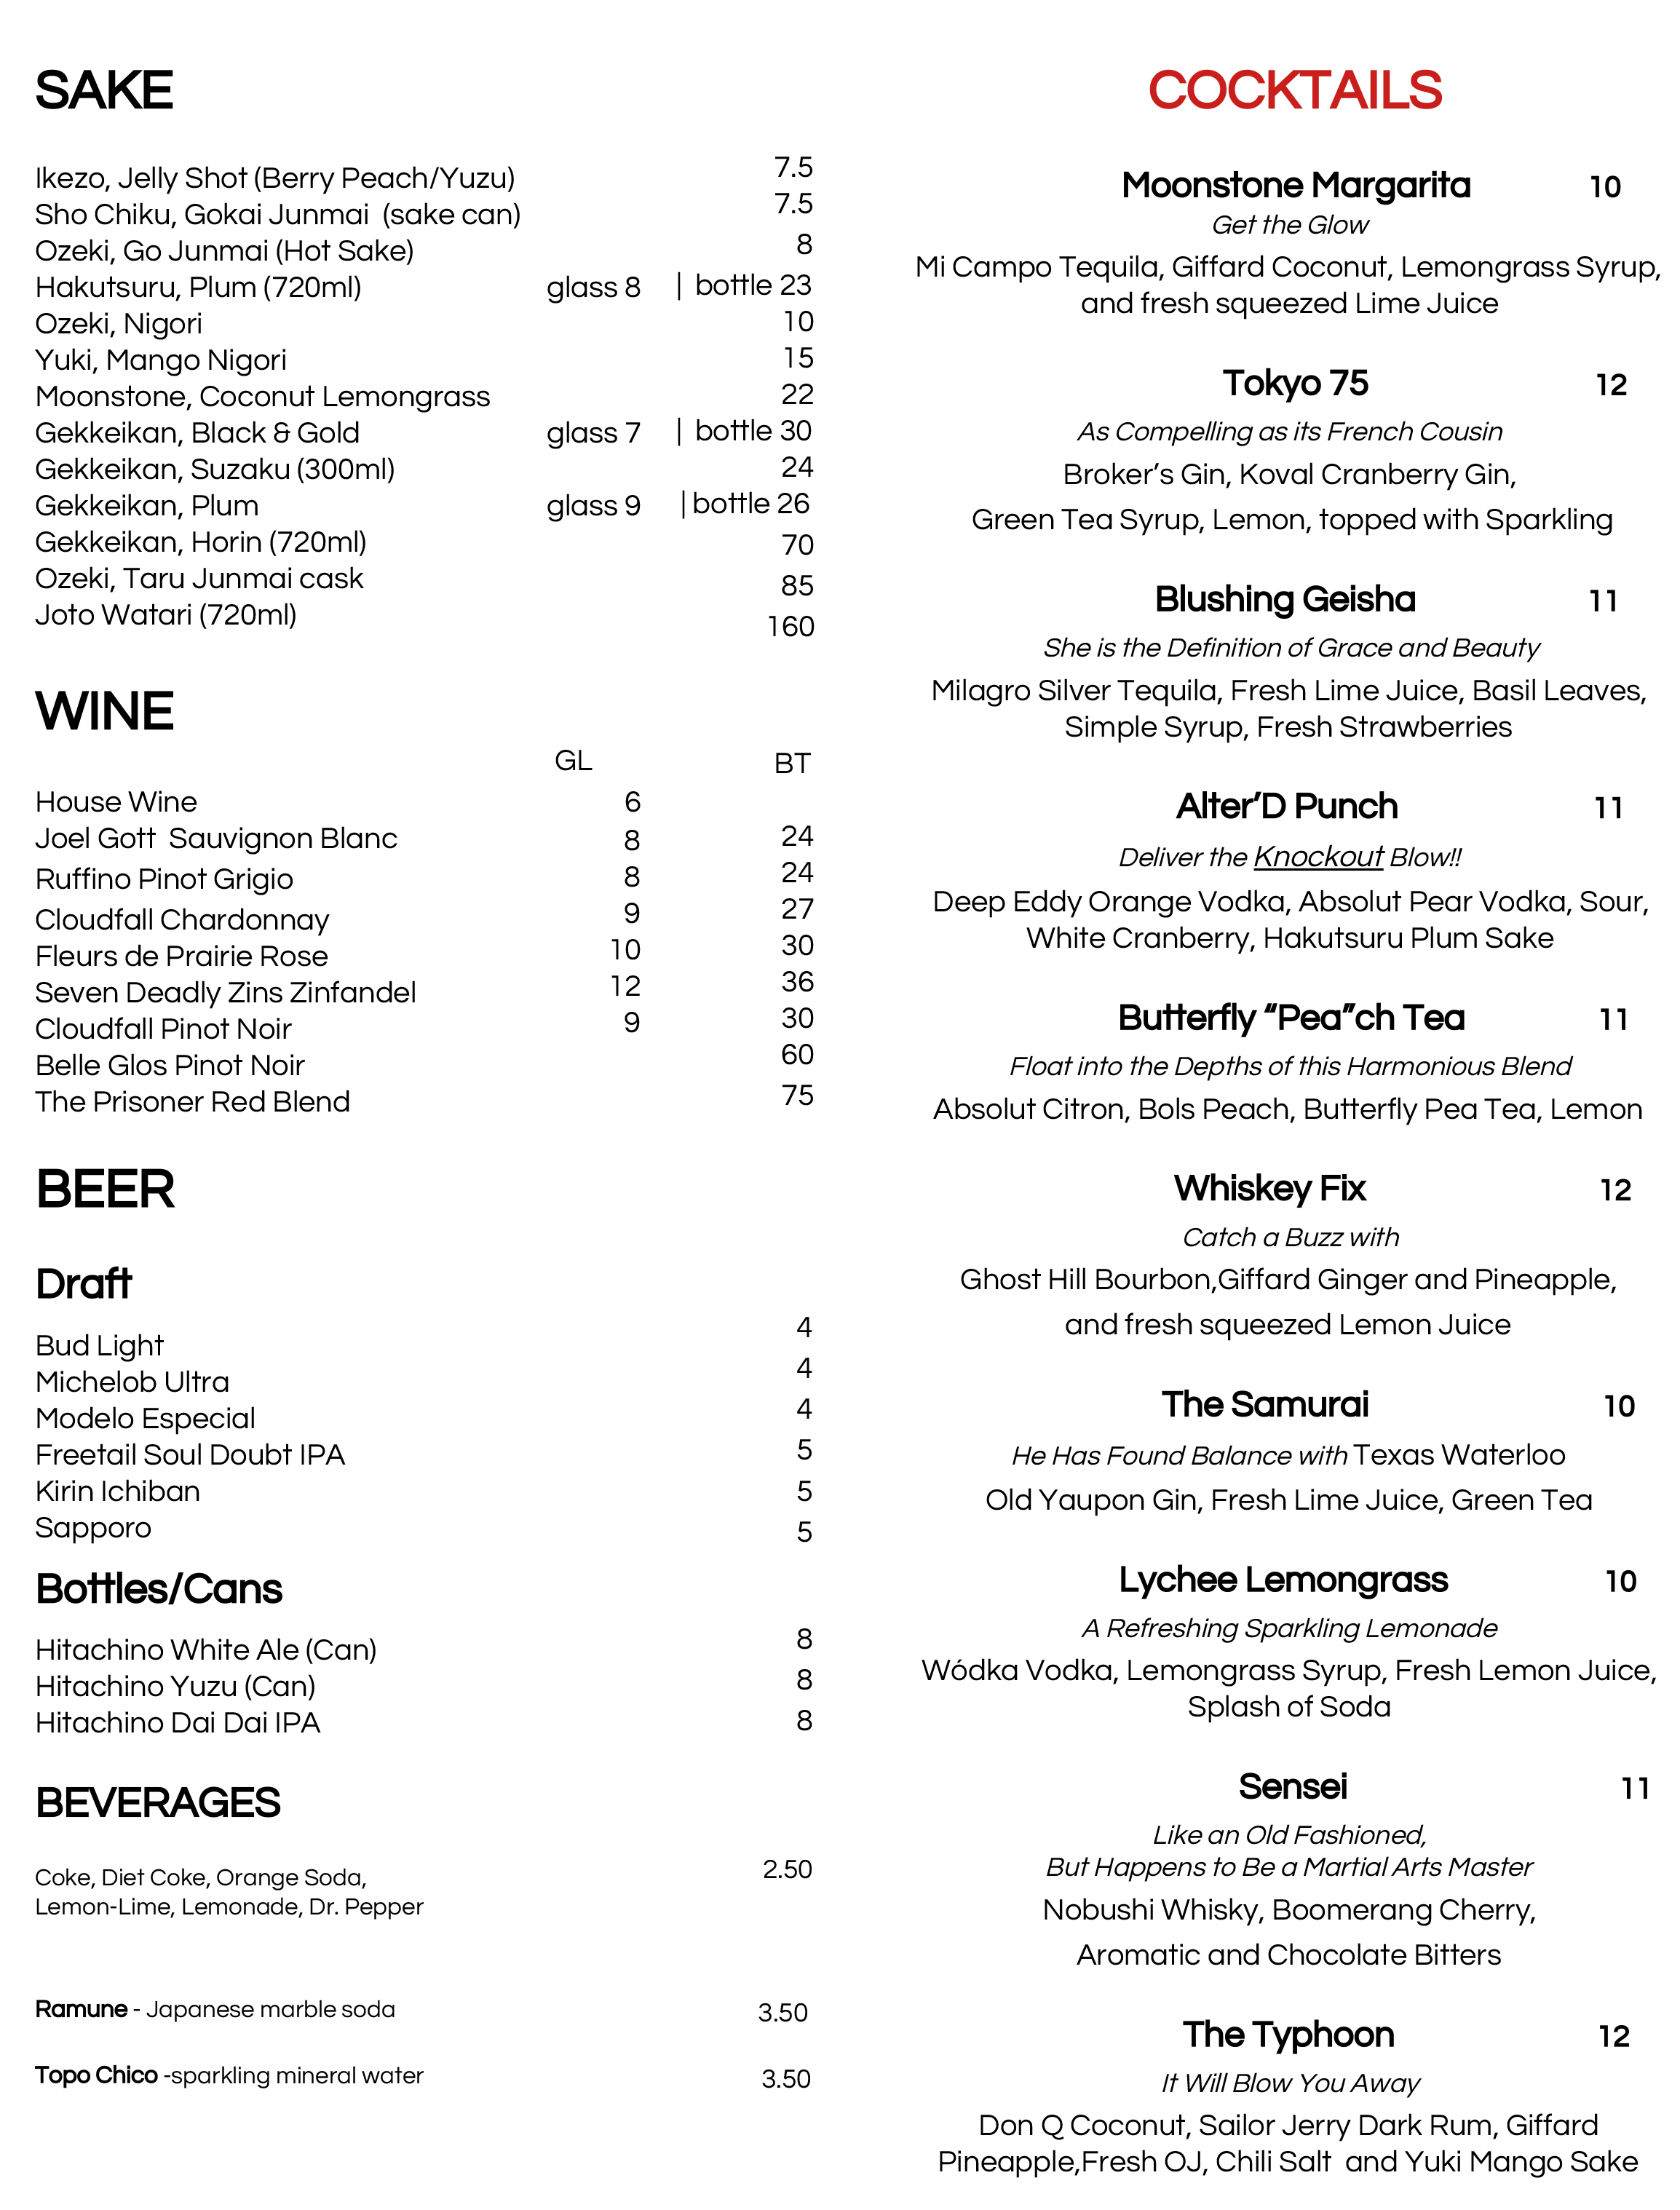 SAKE
Ikezo, Jelly Shot (Berry Peach/Yuzu) 7.5
Sho Chiku, Gokai Junmai (sake can) 7.5
Ozeki, Go Junmai (Hot Sake) 8
Hakutsuru, Plum (720ml) glass 8 | bottle 23
Ozeki, Nigori 10
Yuki, Mango Nigori 15
Moonstone, Coconut Lemongrass 22
Gekkeikan, Black & Gold glass 7 | bottle 30
Gekkeikan, Suzaku (300ml) 24
Gekkeikan, Plum glass 9 | bottle 26
Gekkeikan, Horin (720ml) 70
Ozeki, Taru Junmai cask 85
Joto Watari (720ml) 160
WINE
GL BT
House Wine 6
Joel Gott Sauvignon Blanc 8 24
Ruffino Pinot Grigio 8 24
Cloudfall Chardonnay 9 27
Fleurs de Prairie Rose 10 30
Seven Deadly Zins Zinfandel 12 36
Cloudfall Pinot Noir 9 30
Belle Glos Pinot Noir 60
The Prisoner Red Blend 75
BEER
Draft
Bud Light 4
Michelob Ultra 4
Modelo Especial 4
Freetail Soul Doubt IPA 5
Kirin Ichiban 5
Sapporo 5
Bottles/Cans
Hitachino White Ale (Can) 8
Hitachino Yuzu (Can) 8
Hitachino Dai Dai IPA 8
BEVERAGES
Coke, Diet Coke, Orange Soda, 2.50
Lemon-Lime, Lemonade, Dr. Pepper
Ramune - Japanese marble soda 3.50
Topo Chico -sparkling mineral water 3.50
COCKTAILS
Moonstone Margarita 10
Get the Glow
Mi Campo Tequila, Giffard Coconut, Lemongrass Syrup,
and fresh squeezed Lime Juice
Tokyo 75 12
As Compelling as its French Cousin
Broker's Gin, Koval Cranberry Gin,
Green Tea Syrup, Lemon, topped with Sparkling
Blushing Geisha 11
She is the Definition of Grace and Beauty
Milagro Silver Tequila, Fresh Lime Juice, Basil Leaves,
Simple Syrup, Fresh Strawberries
Alter'D Punch 11
Deliver the Knockout Blow!!
Deep Eddy Orange Vodka, Absolut Pear Vodka, Sour,
White Cranberry, Hakutsuru Plum Sake
Butterfly "Pea"ch Tea 11
Float into the Depths of this Harmonious Blend
Absolut Citron, Bols Peach, Butterfly Pea Tea, Lemon
Whiskey Fix 12
Catch a Buzz with
Ghost Hill Bourbon,Giffard Ginger and Pineapple,
and fresh squeezed Lemon Juice
The Samurai 10
He Has Found Balance with Texas Waterloo
Old Yaupon Gin, Fresh Lime Juice, Green Tea
Lychee Lemongrass 10
A Refreshing Sparkling Lemonade
Wódka Vodka, Lemongrass Syrup, Fresh Lemon Juice,
Splash of Soda
Sensei 11
Like an Old Fashioned,
But Happens to Be a Martial Arts Master
Nobushi Whisky, Boomerang Cherry,
Aromatic and Chocolate Bitters
The Typhoon 12
It Will Blow You Away
Don Q Coconut, Sailor Jerry Dark Rum, Giffard
Pineapple,Fresh OJ, Chili Salt and Yuki Mango Sake